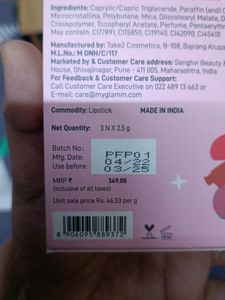 Caprylic/Capric Triglyceride, Paraffin (and) C
Microcristallina, Polybutene, Mica, Diisostearyl Malate, D
Crosspolymer, Tocopheryl Acetate, Perfume, Pentaeryth
May contain CI77891, CI15850, CI19140, CI42090, CI45410
Manufactured by: Take2 Cosmetics, B-108, Bajrang Krupa
M.L.No.: M DNH/C/117
Marketed by & Customer Care address: Sanghvi Beauty &
House, Shivajinagar, Pune - 411 005, Maharashtra, India
For Feedback & Customer Care Support:
Call Customer Care Executive on 022 489 13 663 or
E-mail: care@myglamm.com
Commodity: Lipstick MADE IN INDIA
Net Quantity: 3 N X 2.5 g
Batch No.: PFP01
Mfg. Date: 04/22
Use before: 03/25
MRP ₹ 349.00
(inclusive of all taxes)
Unit sale price Rs. 46.53 per g
8 906095 889372